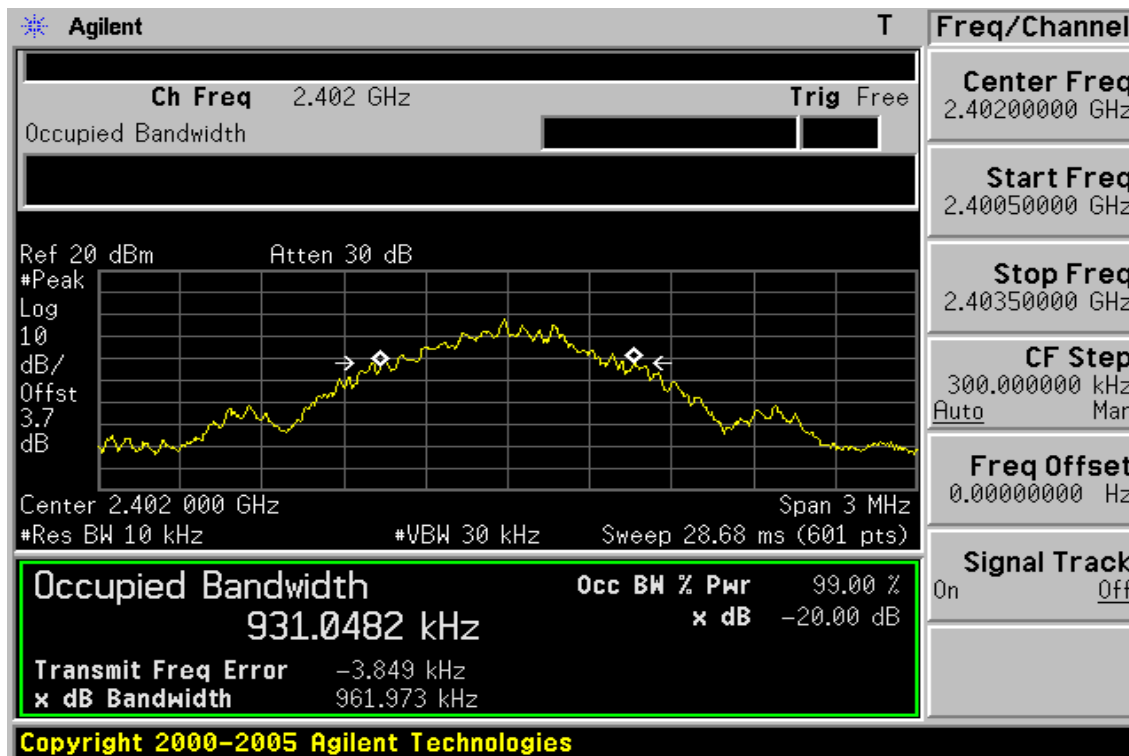 Agilent T
Freq/Channel
Ch Freq 2.402 GHz Trig Free
Occupied Bandwidth
Center Freq
2.40200000 GHz
Start Freq
2.40050000 GHz
Stop Freq
2.40350000 GHz
CF Step
300.000000 kHz
Auto Man
Freq Offset
0.00000000 Hz
Signal Track
On Off
Ref 20 dBm Atten 30 dB
#Peak
Log
10
dB/
Offst
3.7
dB
Center 2.402 000 GHz Span 3 MHz
#Res BW 10 kHz #VBW 30 kHz Sweep 28.68 ms (601 pts)
Occupied Bandwidth
931.0482 kHz
Occ BW % Pwr 99.00 %
x dB -20.00 dB
Transmit Freq Error -3.849 kHz
x dB Bandwidth 961.973 kHz
Copyright 2000-2005 Agilent Technologies